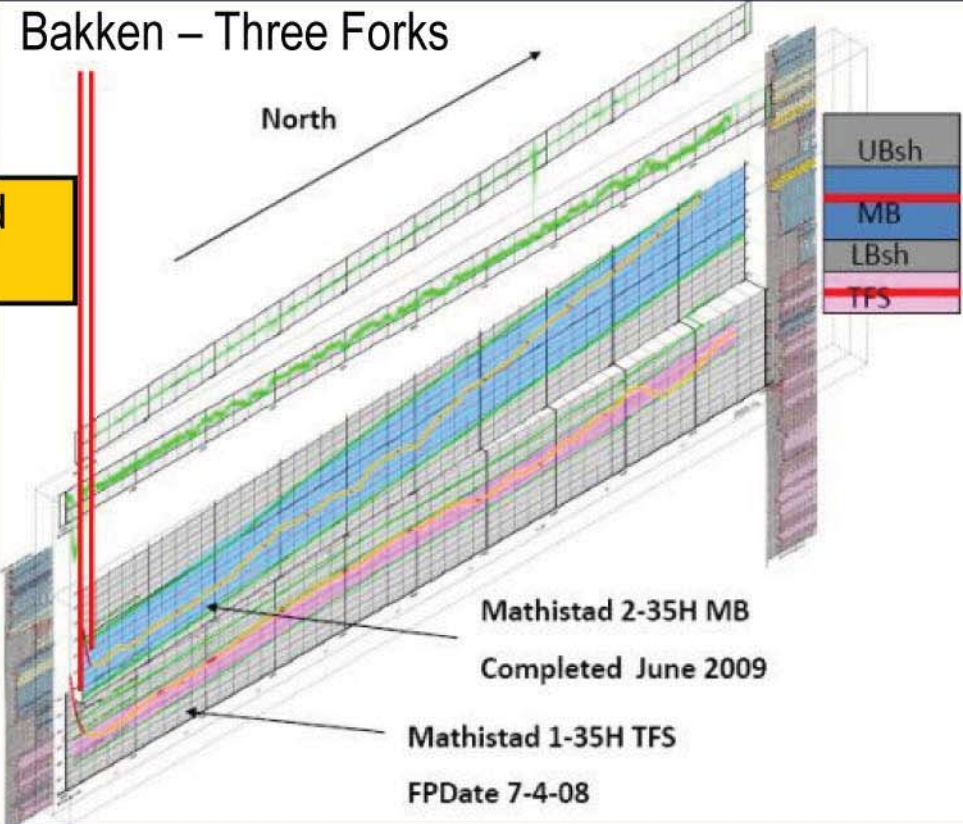 Bakken – Three Forks
North
d
UBsh
MB
LBsh
TFS
Mathistad 2-35H MB
Completed June 2009
Mathistad 1-35H TFS
FPDate 7-4-08